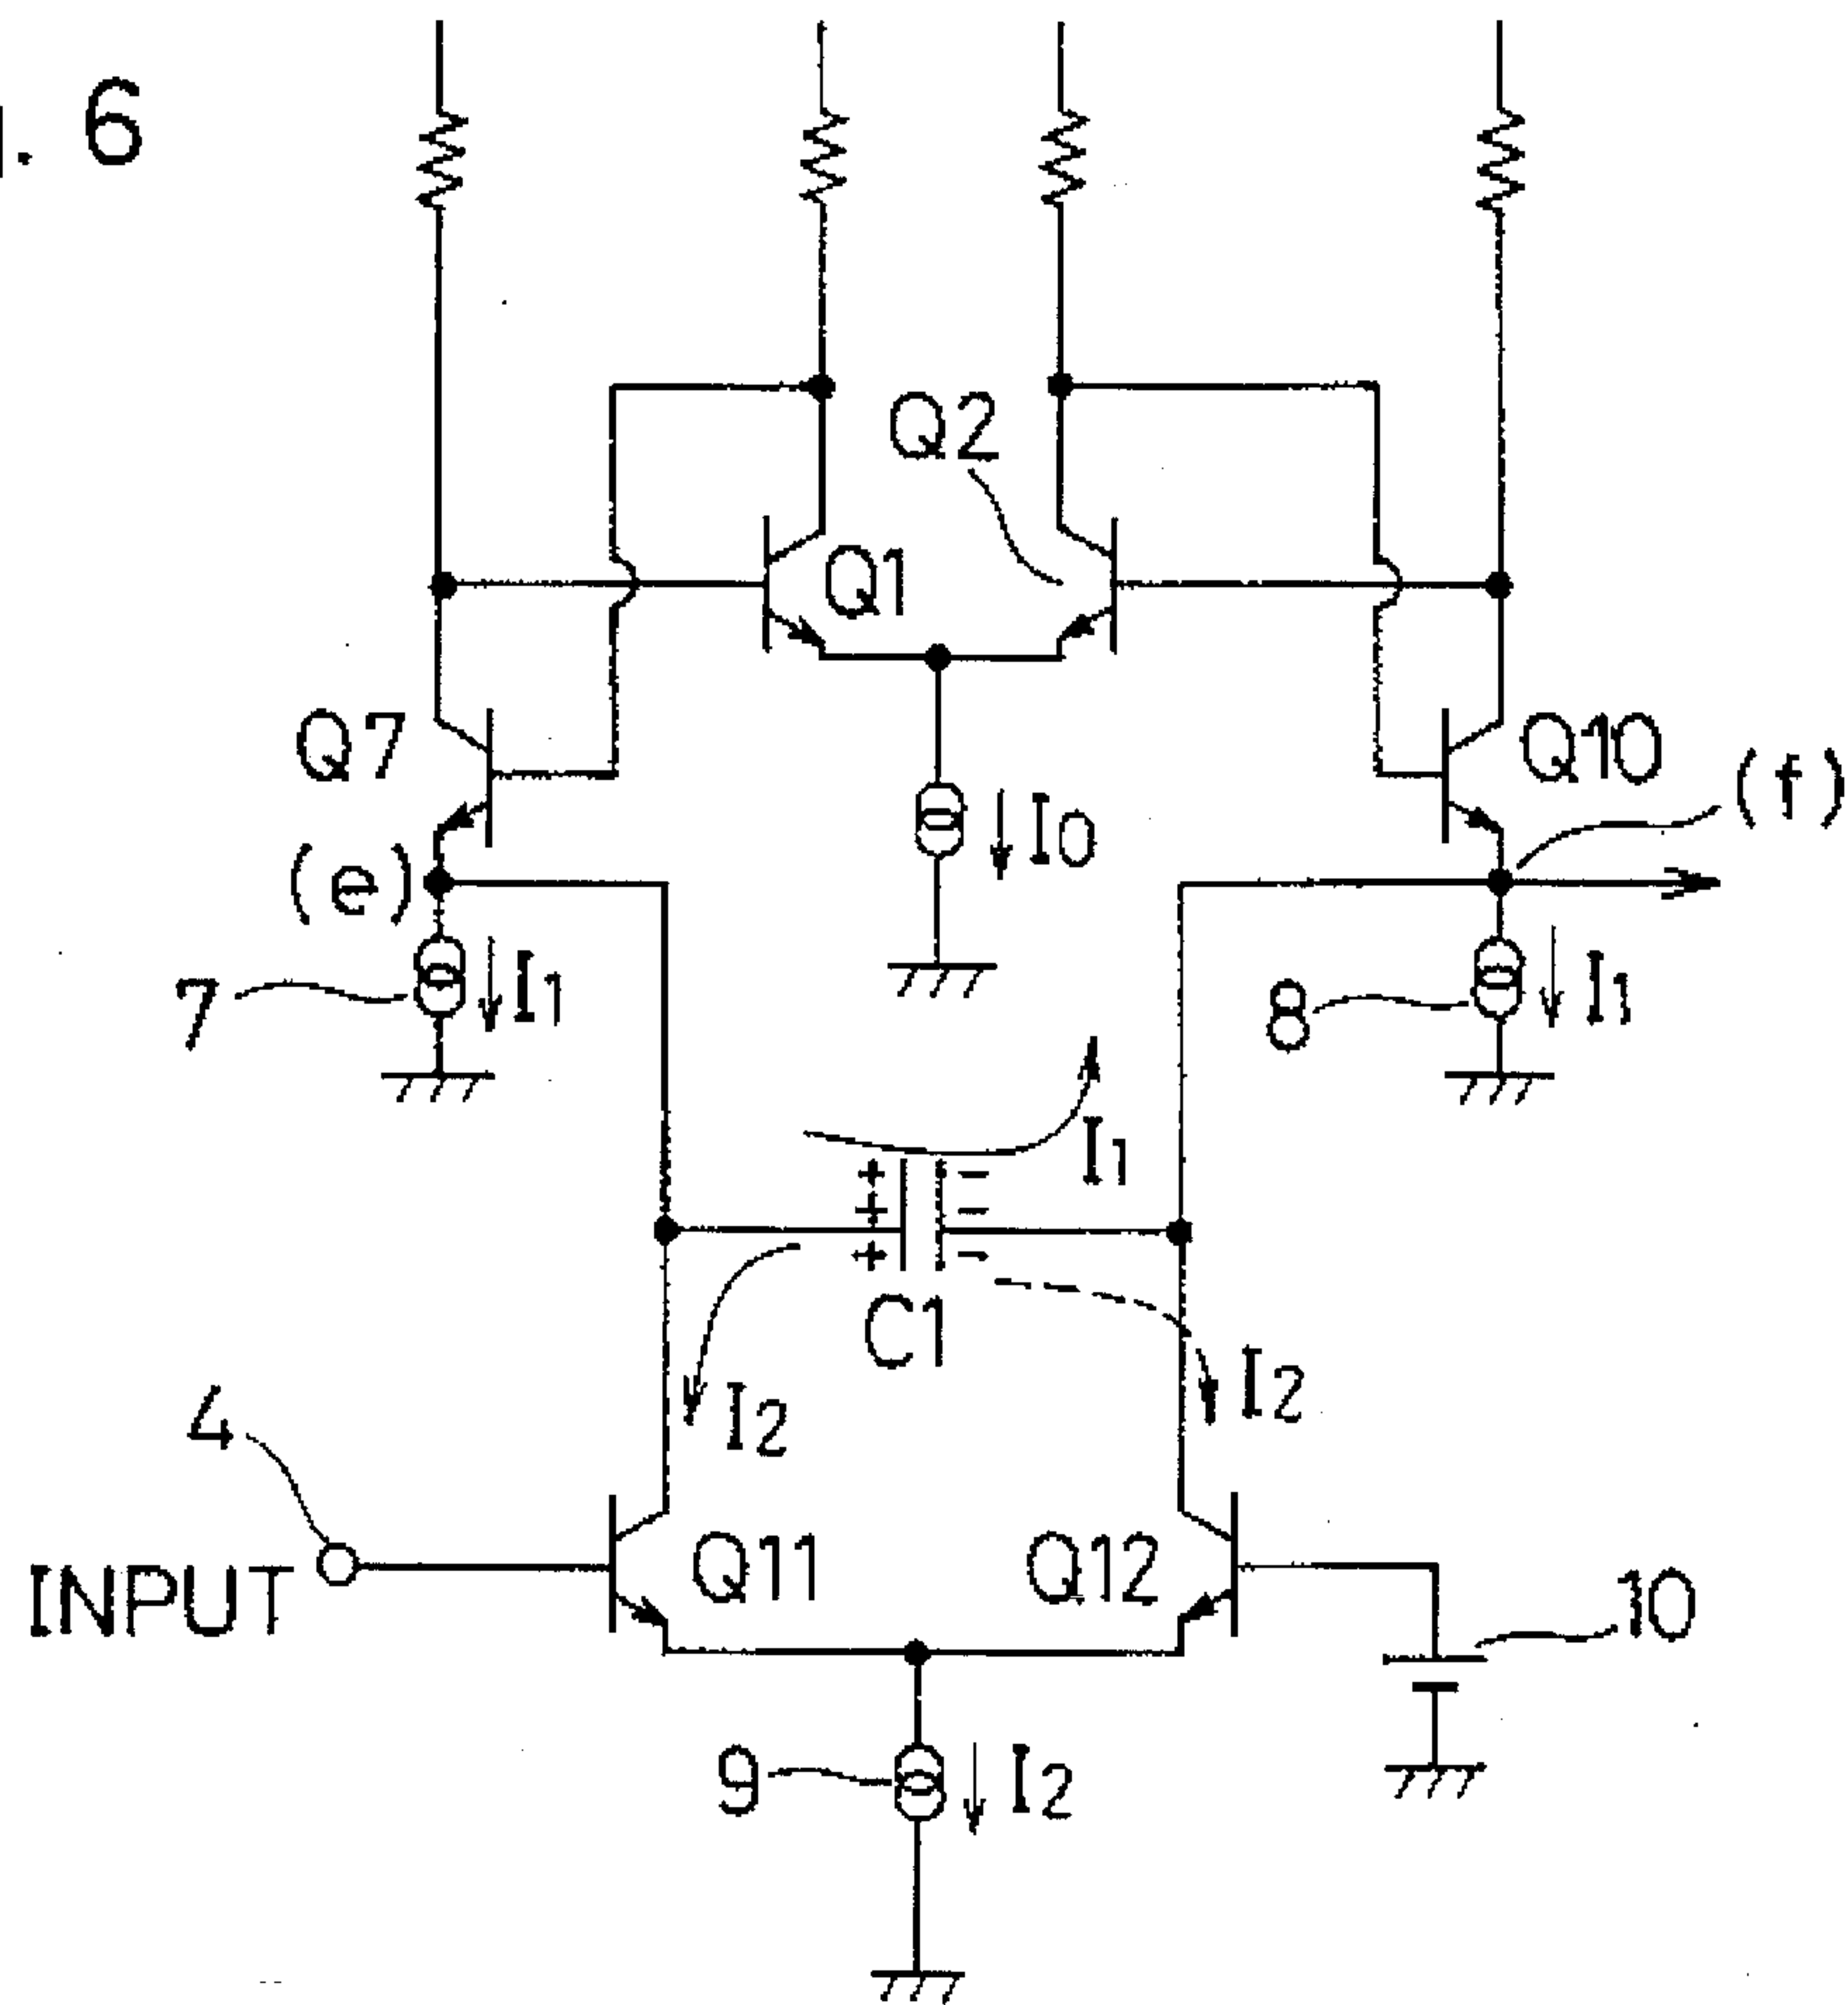 . 6
Q2
Q1
Q7
Q10
(f)
I0
(e)
7
I1
8
I1
I1
+ −
+ −
+ −
C1
I2
I2
4
Q11
Q12
INPUT
10
9
I2